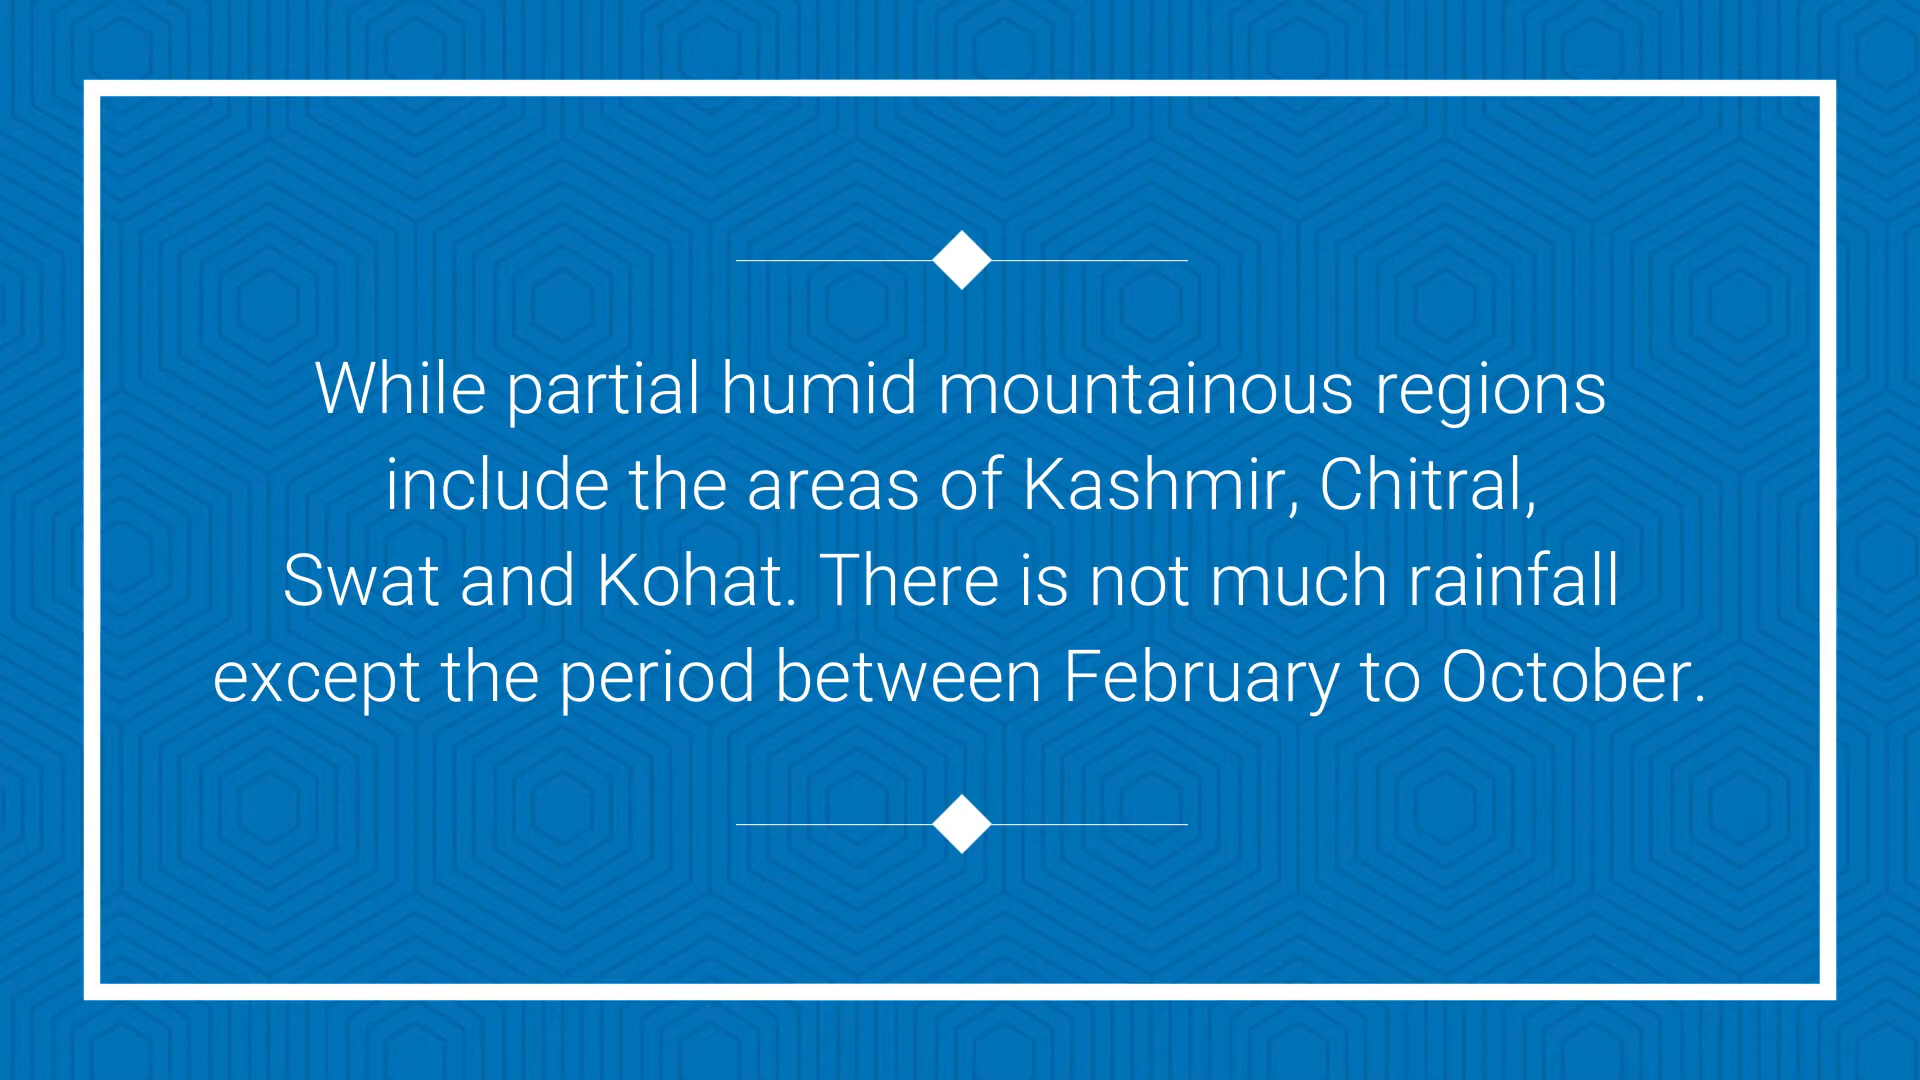 While partial humid mountainous regions
include the areas of Kashmir, Chitral,
Swat and Kohat. There is not much rainfall
except the period between February to October.